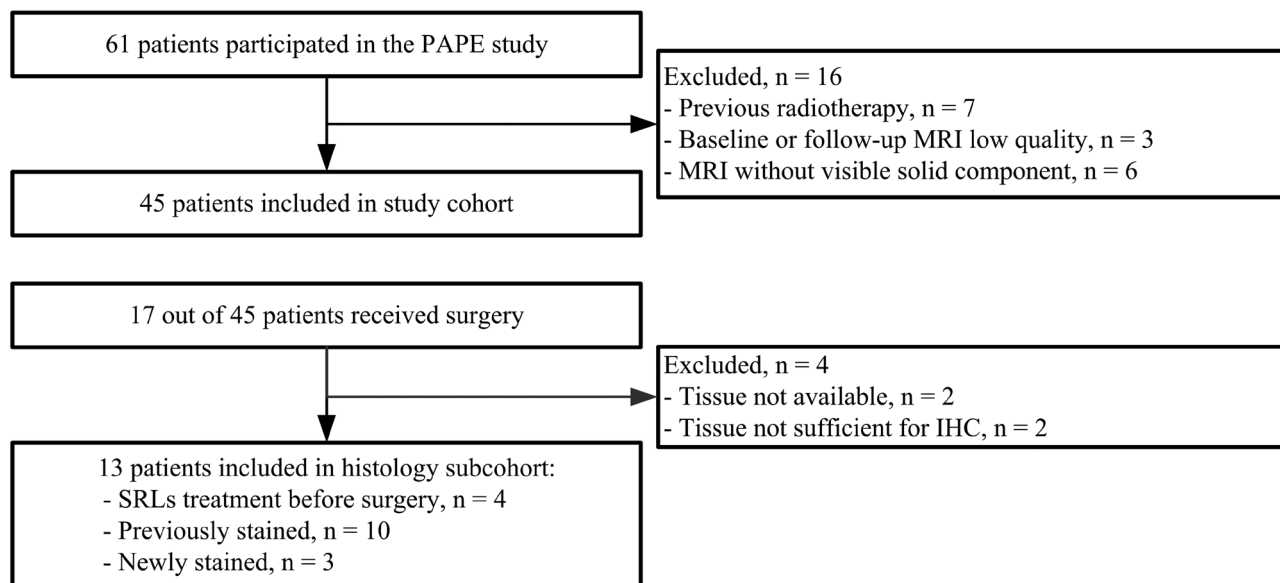 61 patients participated in the PAPE study
Excluded, n = 16
- Previous radiotherapy, n = 7
- Baseline or follow-up MRI low quality, n = 3
- MRI without visible solid component, n = 6
45 patients included in study cohort
17 out of 45 patients received surgery
Excluded, n = 4
- Tissue not available, n = 2
- Tissue not sufficient for IHC, n = 2
13 patients included in histology subcohort:
- SRLs treatment before surgery, n = 4
- Previously stained, n = 10
- Newly stained, n = 3